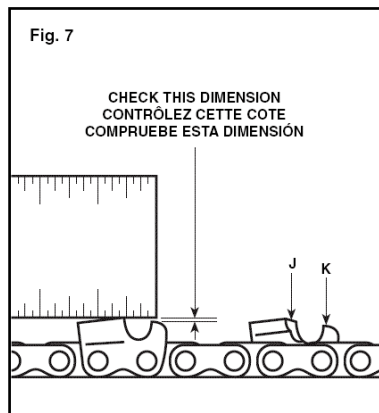 Fig. 7
CHECK THIS DIMENSION
CONTRÔLEZ CETTE COTE
COMPRUEBE ESTA DIMENSIÓN
J
K